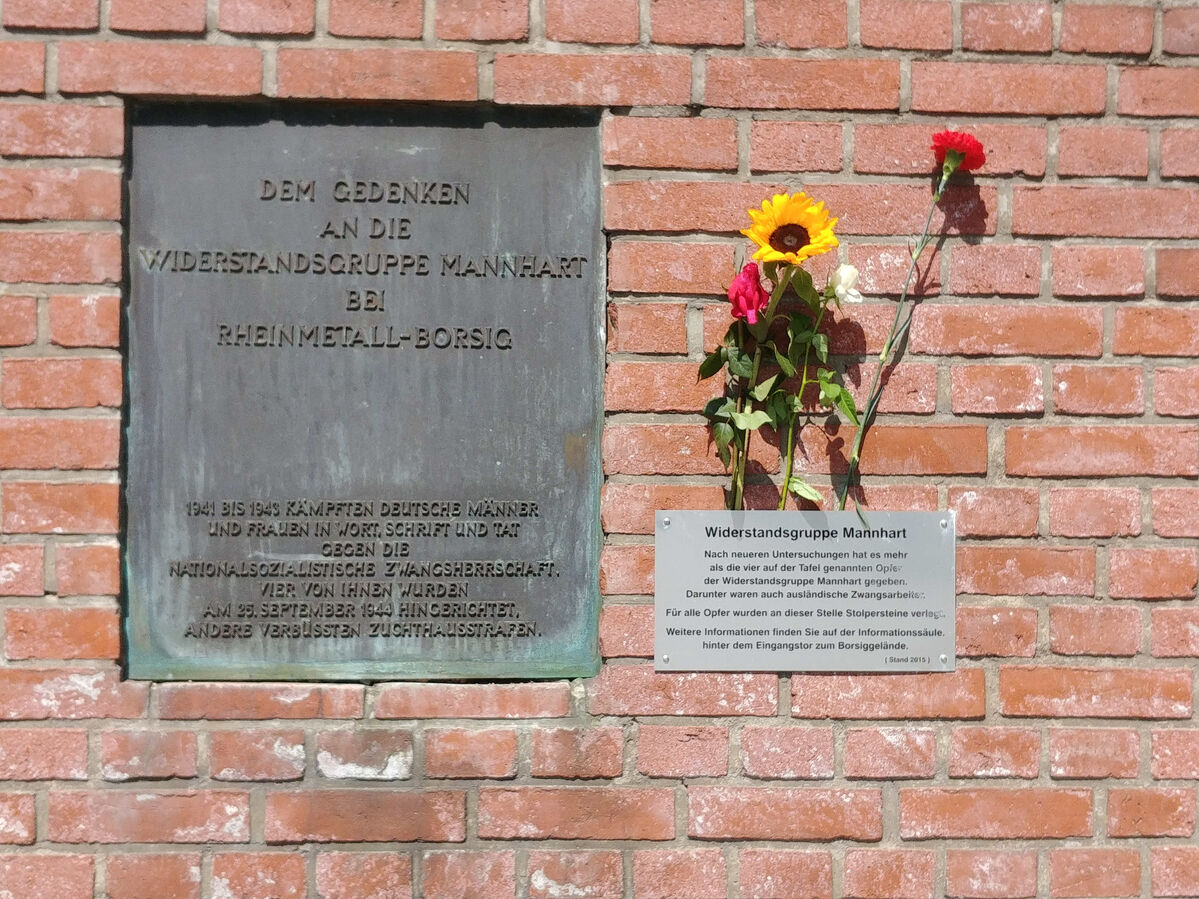 DEM GEDENKEN
AN DIE
WIDERSTANDSGRUPPE MANNHART
BEI
RHEINMETALL-BORSIG
1941 BIS 1943 KÄMPFTEN DEUTSCHE MÄNNER
UND FRAUEN IN WORT, SCHRIFT UND TAT
GEGEN DIE
NATIONALSOZIALISTISCHE ZWANGSHERRSCHAFT.
VIER VON IHNEN WURDEN
AM 25. SEPTEMBER 1944 HINGERICHTET,
ANDERE VERBÜSSTEN ZUCHTHAUSSTRAFEN.
Widerstandsgruppe Mannhart
Nach neueren Untersuchungen hat es mehr
als die vier auf der Tafel genannten Opfer
der Widerstandsgruppe Mannhart gegeben.
Darunter waren auch ausländische Zwangsarbeiter.
Für alle Opfer wurden an dieser Stelle Stolpersteine verlegt.
Weitere Informationen finden Sie auf der Informationssäule.
hinter dem Eingangstor zum Borsiggelände.
( Stand 2015 )